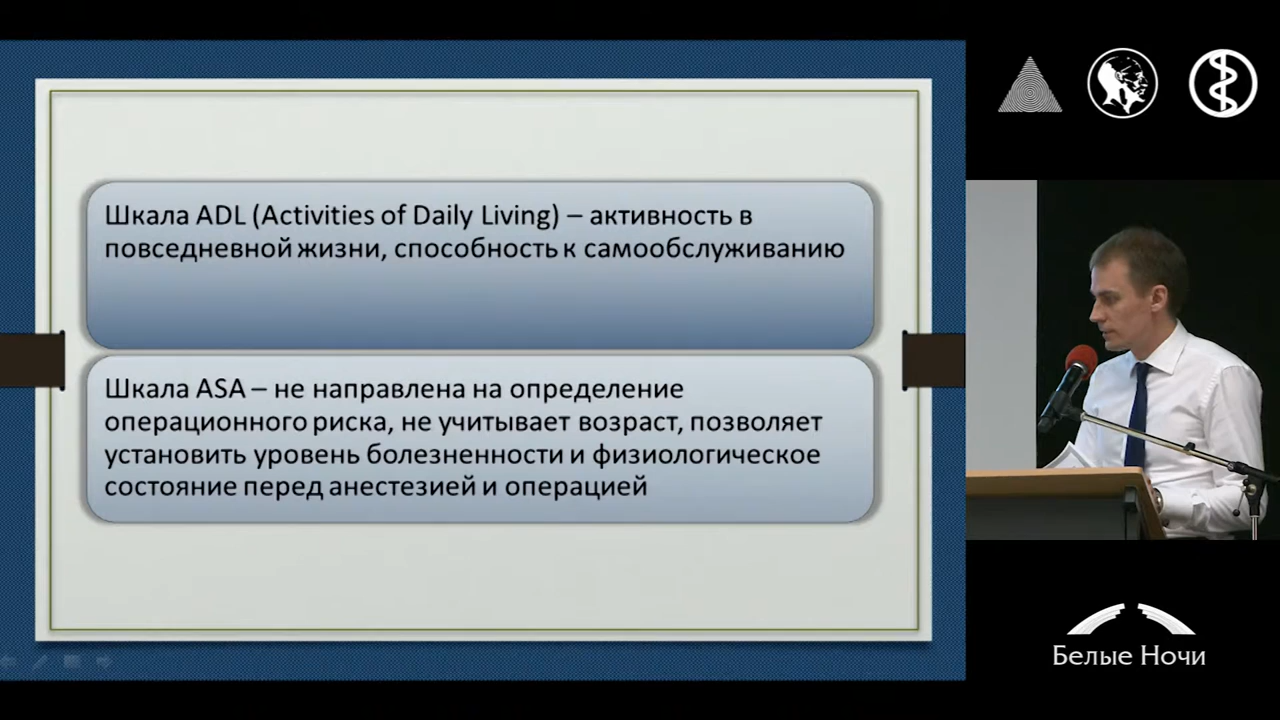 Шкала ADL (Activities of Daily Living) – активность в
повседневной жизни, способность к самообслуживанию
Шкала ASA – не направлена на определение
операционного риска, не учитывает возраст, позволяет
установить уровень болезненности и физиологическое
состояние перед анестезией и операцией
Белые Ночи